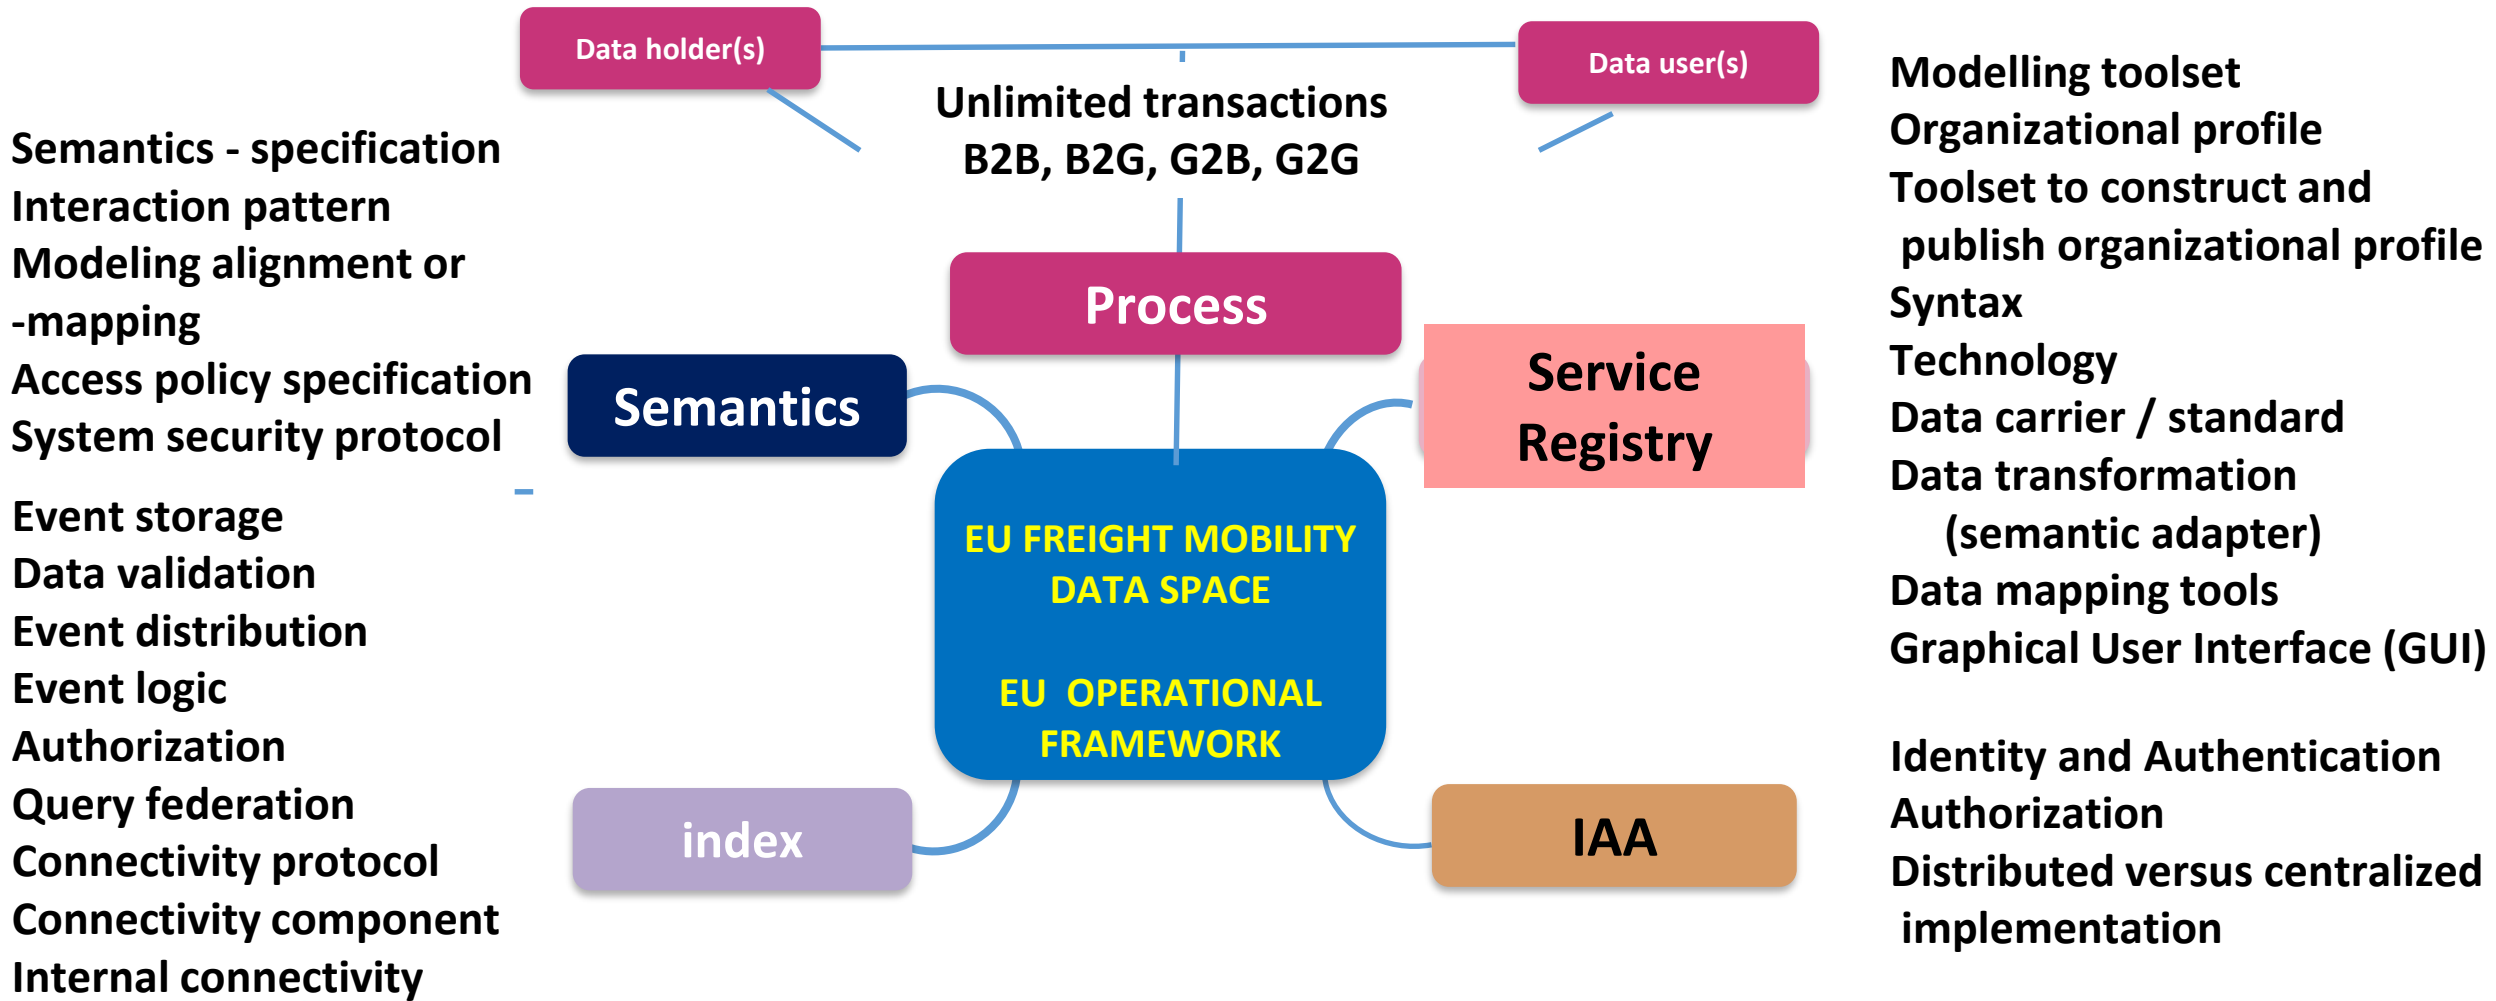 Data holder(s)
Data user(s)
Unlimited transactions
B2B, B2G, G2B, G2G
Process
Semantics - specification
Interaction pattern
Modeling alignment or
-mapping
Access policy specification
System security protocol
Semantics
Service
Registry
Modelling toolset
Organizational profile
Toolset to construct and
publish organizational profile
Syntax
Technology
Data carrier / standard
Data transformation
(semantic adapter)
Data mapping tools
Graphical User Interface (GUI)
EU FREIGHT MOBILITY
DATA SPACE
EU OPERATIONAL
FRAMEWORK
Event storage
Data validation
Event distribution
Event logic
Authorization
Query federation
Connectivity protocol
Connectivity component
Internal connectivity
index
IAA
Identity and Authentication
Authorization
Distributed versus centralized
implementation